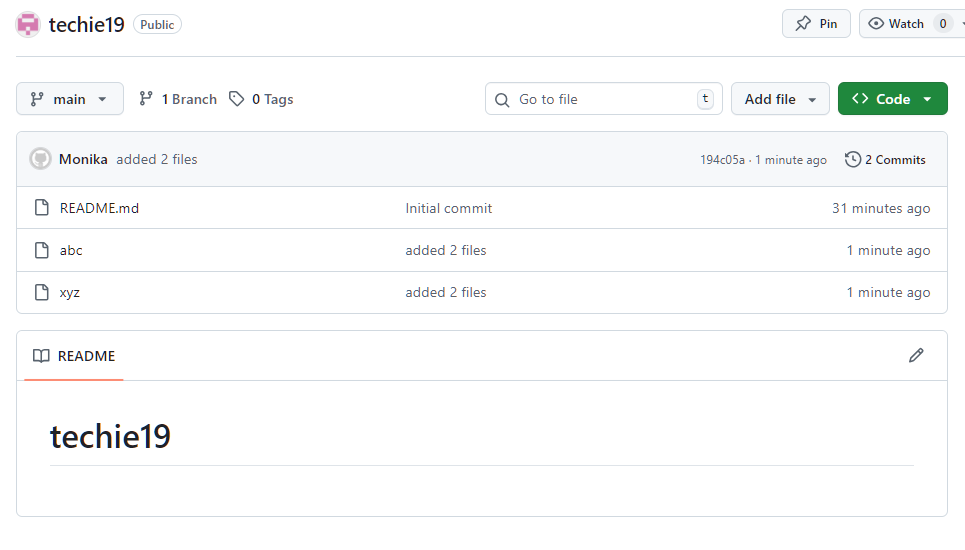 techie19 Public Pin Watch 0
main 1 Branch 0 Tags Go to file t Add file Code
Monika added 2 files 194c05a · 1 minute ago 2 Commits
README.md Initial commit 31 minutes ago
abc added 2 files 1 minute ago
xyz added 2 files 1 minute ago
README
techie19